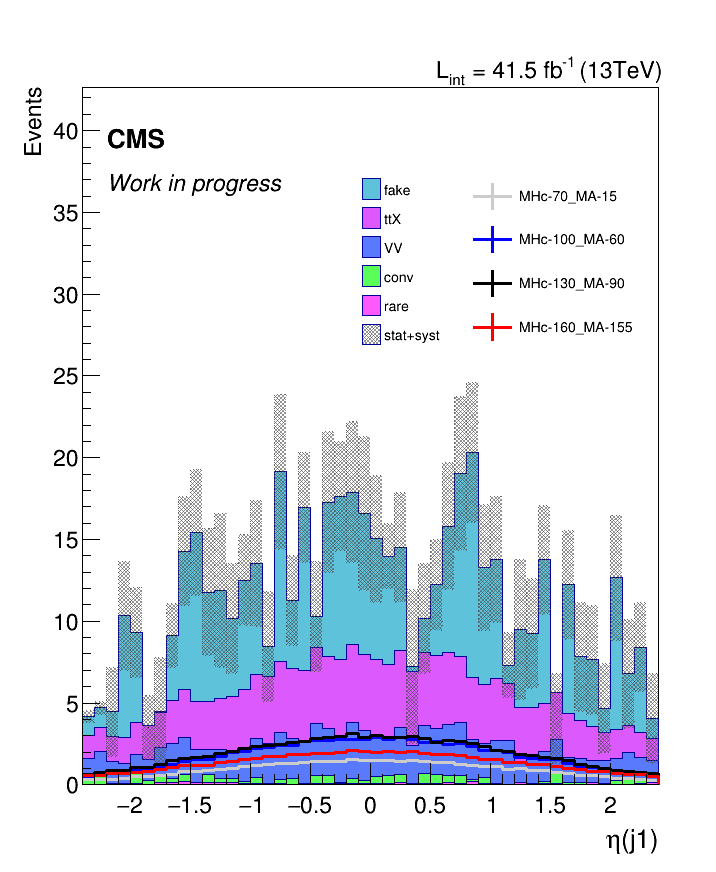 L_int = 41.5 fb^-1 (13TeV)
Events
CMS
Work in progress
fake
ttX
VV
conv
rare
stat+syst
MHc-70_MA-15
MHc-100_MA-60
MHc-130_MA-90
MHc-160_MA-155
40
35
30
25
20
15
10
5
0
−2 −1.5 −1 −0.5 0 0.5 1 1.5 2
η(j1)